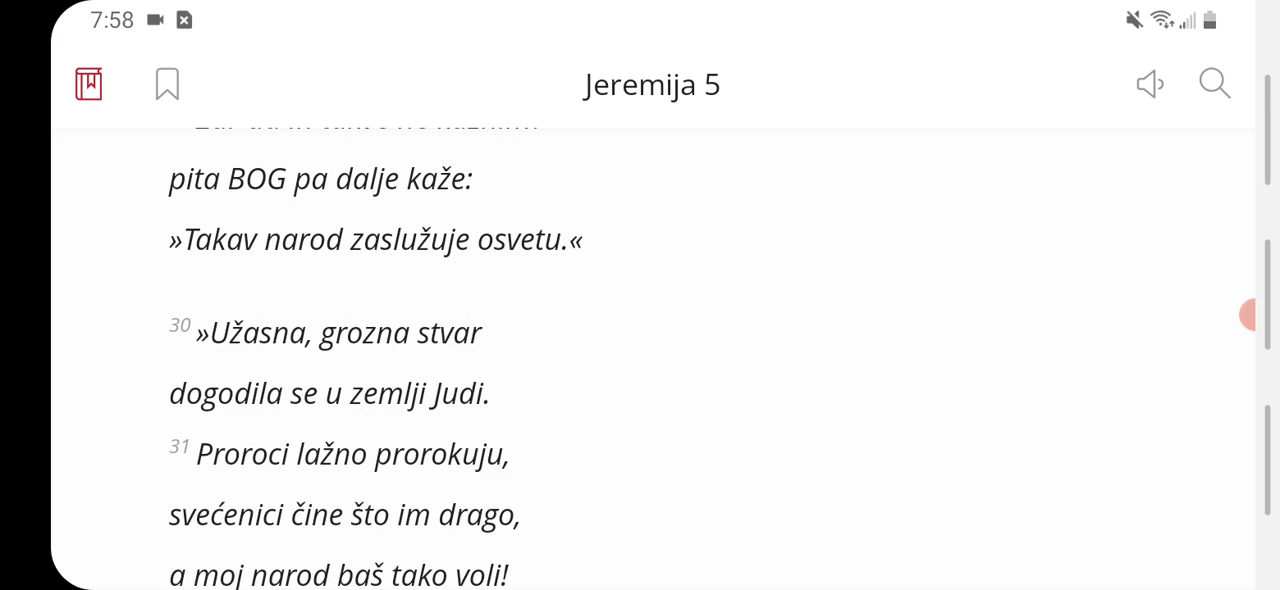 7:58
Jeremija 5
pita BOG pa dalje kaže:
»Takav narod zaslužuje osvetu.«
30 »Užasna, grozna stvar
dogodila se u zemlji Judi.
31 Proroci lažno prorokuju,
svećenici čine što im drago,
a moj narod baš tako voli!